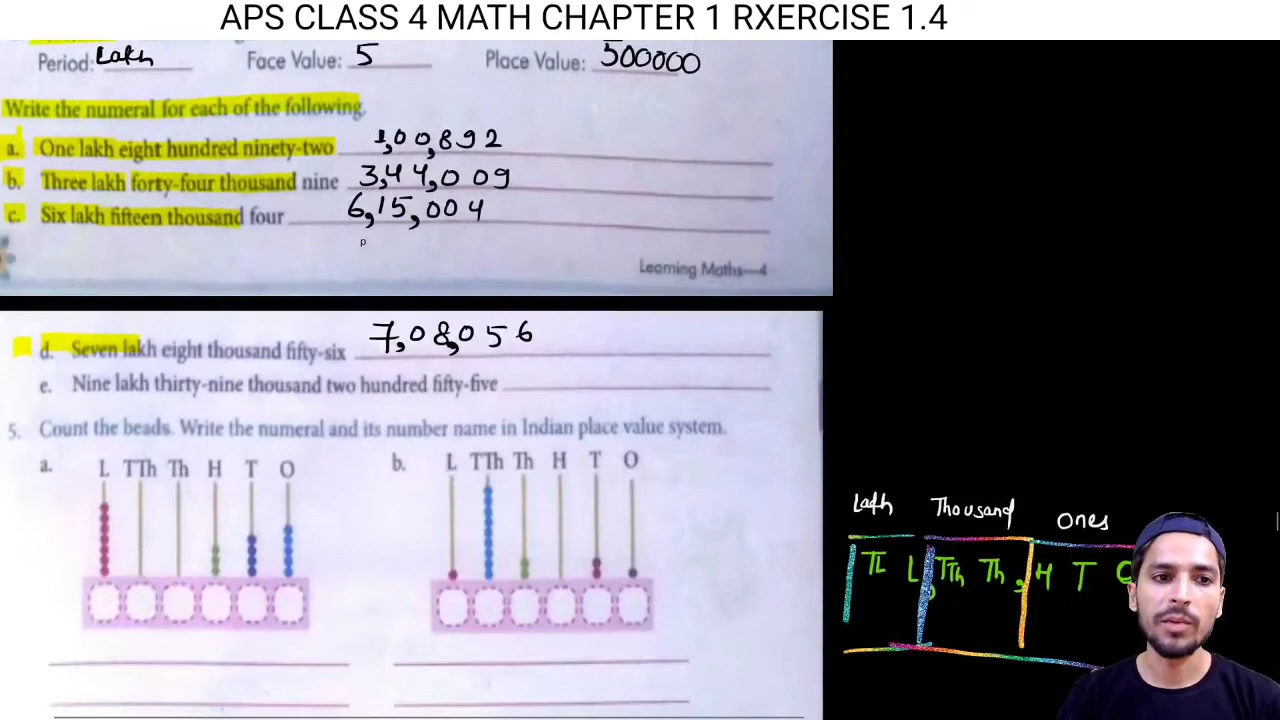 APS CLASS 4 MATH CHAPTER 1 RXERCISE 1.4
Period: Lakh Face Value: 5 Place Value: 500000
Write the numeral for each of the following.
a. One lakh eight hundred ninety-two 1,00,892
b. Three lakh forty-four thousand nine 3,44,009
c. Six lakh fifteen thousand four 6,15,004
Learning Maths—4
d. Seven lakh eight thousand fifty-six 7,08,056
e. Nine lakh thirty-nine thousand two hundred fifty-five
5. Count the beads. Write the numeral and its number name in Indian place value system.
a. L TTh Th H T O b. L TTh Th H T O
Lakh Thousand Ones
TL L, TTh Th, H T